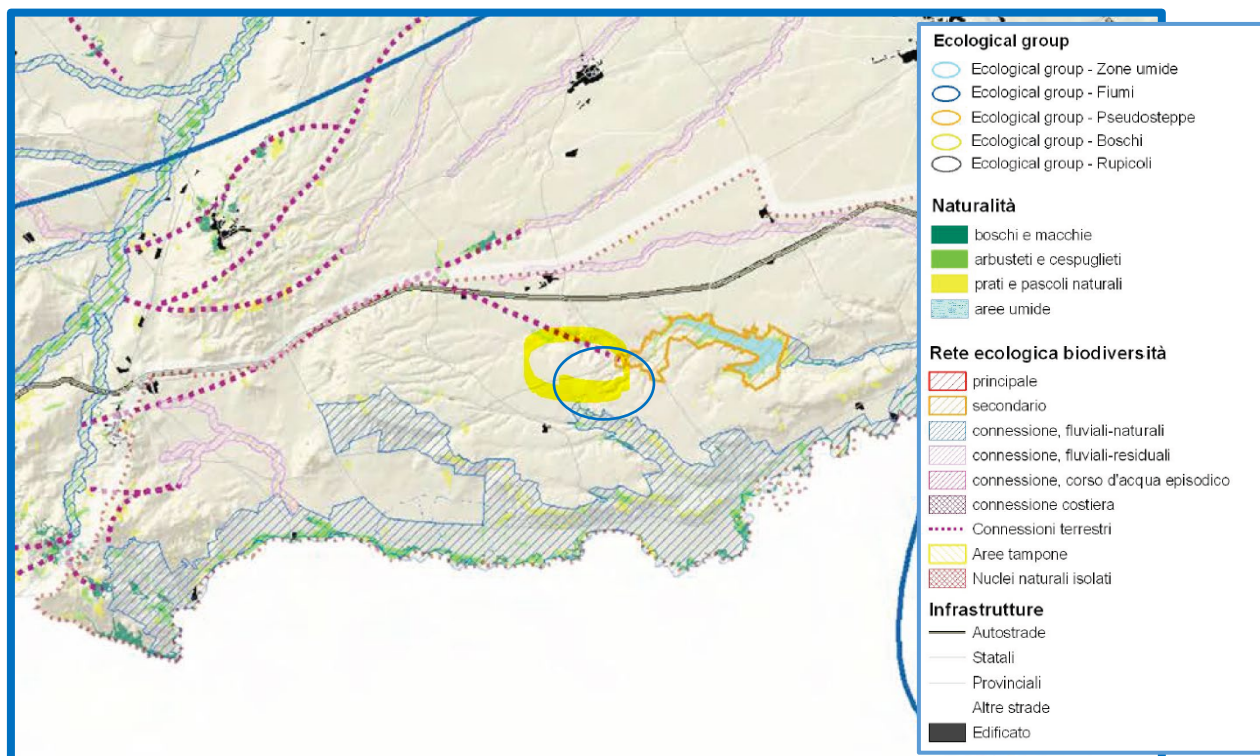 Ecological group
Ecological group - Zone umide
Ecological group - Fiumi
Ecological group - Pseudosteppe
Ecological group - Boschi
Ecological group - Rupicoli
Naturalità
boschi e macchie
arbusteti e cespuglieti
prati e pascoli naturali
aree umide
Rete ecologica biodiversità
principale
secondario
connessione, fluviali-naturali
connessione, fluviali-residuali
connessione, corso d'acqua episodico
connessione costiera
Connessioni terrestri
Aree tampone
Nuclei naturali isolati
Infrastrutture
Autostrade
Statali
Provinciali
Altre strade
Edificato